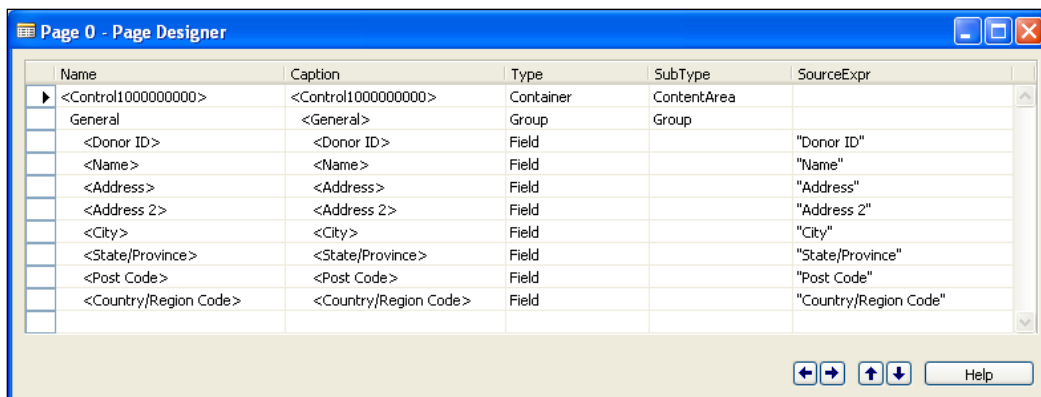 Page 0 - Page Designer
Name Caption Type SubType SourceExpr
<Control1000000000> <Control1000000000> Container ContentArea
General <General> Group Group
<Donor ID> <Donor ID> Field "Donor ID"
<Name> <Name> Field "Name"
<Address> <Address> Field "Address"
<Address 2> <Address 2> Field "Address 2"
<City> <City> Field "City"
<State/Province> <State/Province> Field "State/Province"
<Post Code> <Post Code> Field "Post Code"
<Country/Region Code> <Country/Region Code> Field "Country/Region Code"
Help